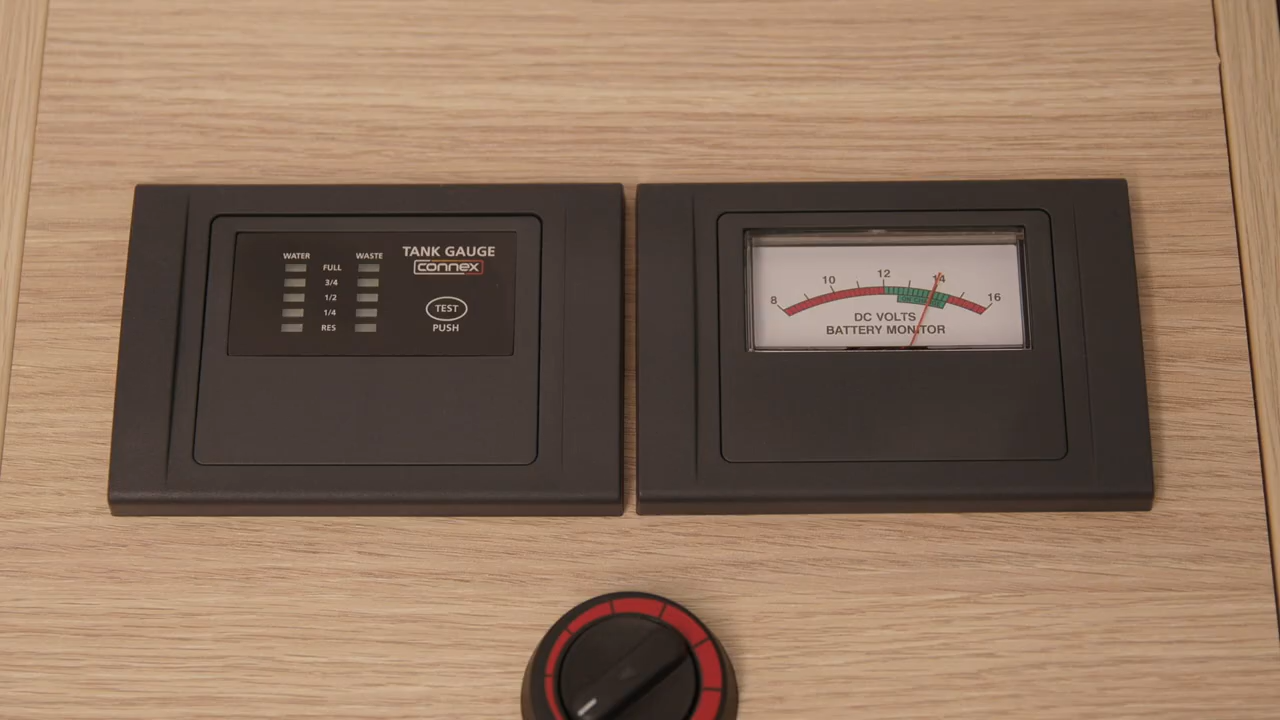 WATER WASTE
FULL
3/4
1/2
1/4
RES
TANK GAUGE
connex
TEST
PUSH
8 10 12 14 16
DC VOLTS
BATTERY MONITOR